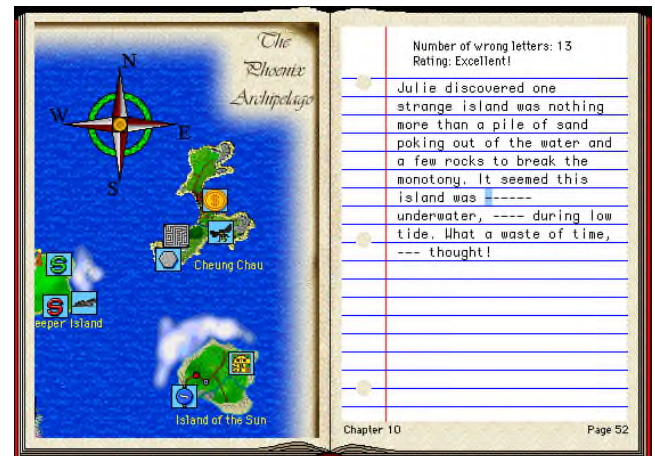 The
Phoenix
Archipelago
N
W
E
S
Cheung Chau
eeper Island
Island of the Sun
Number of wrong letters: 13
Rating: Excellent!
Julie discovered one
strange island was nothing
more than a pile of sand
poking out of the water and
a few rocks to break the
monotony. It seemed this
island was ------
underwater, ---- during low
tide. What a waste of time,
--- thought!
Chapter 10
Page 52